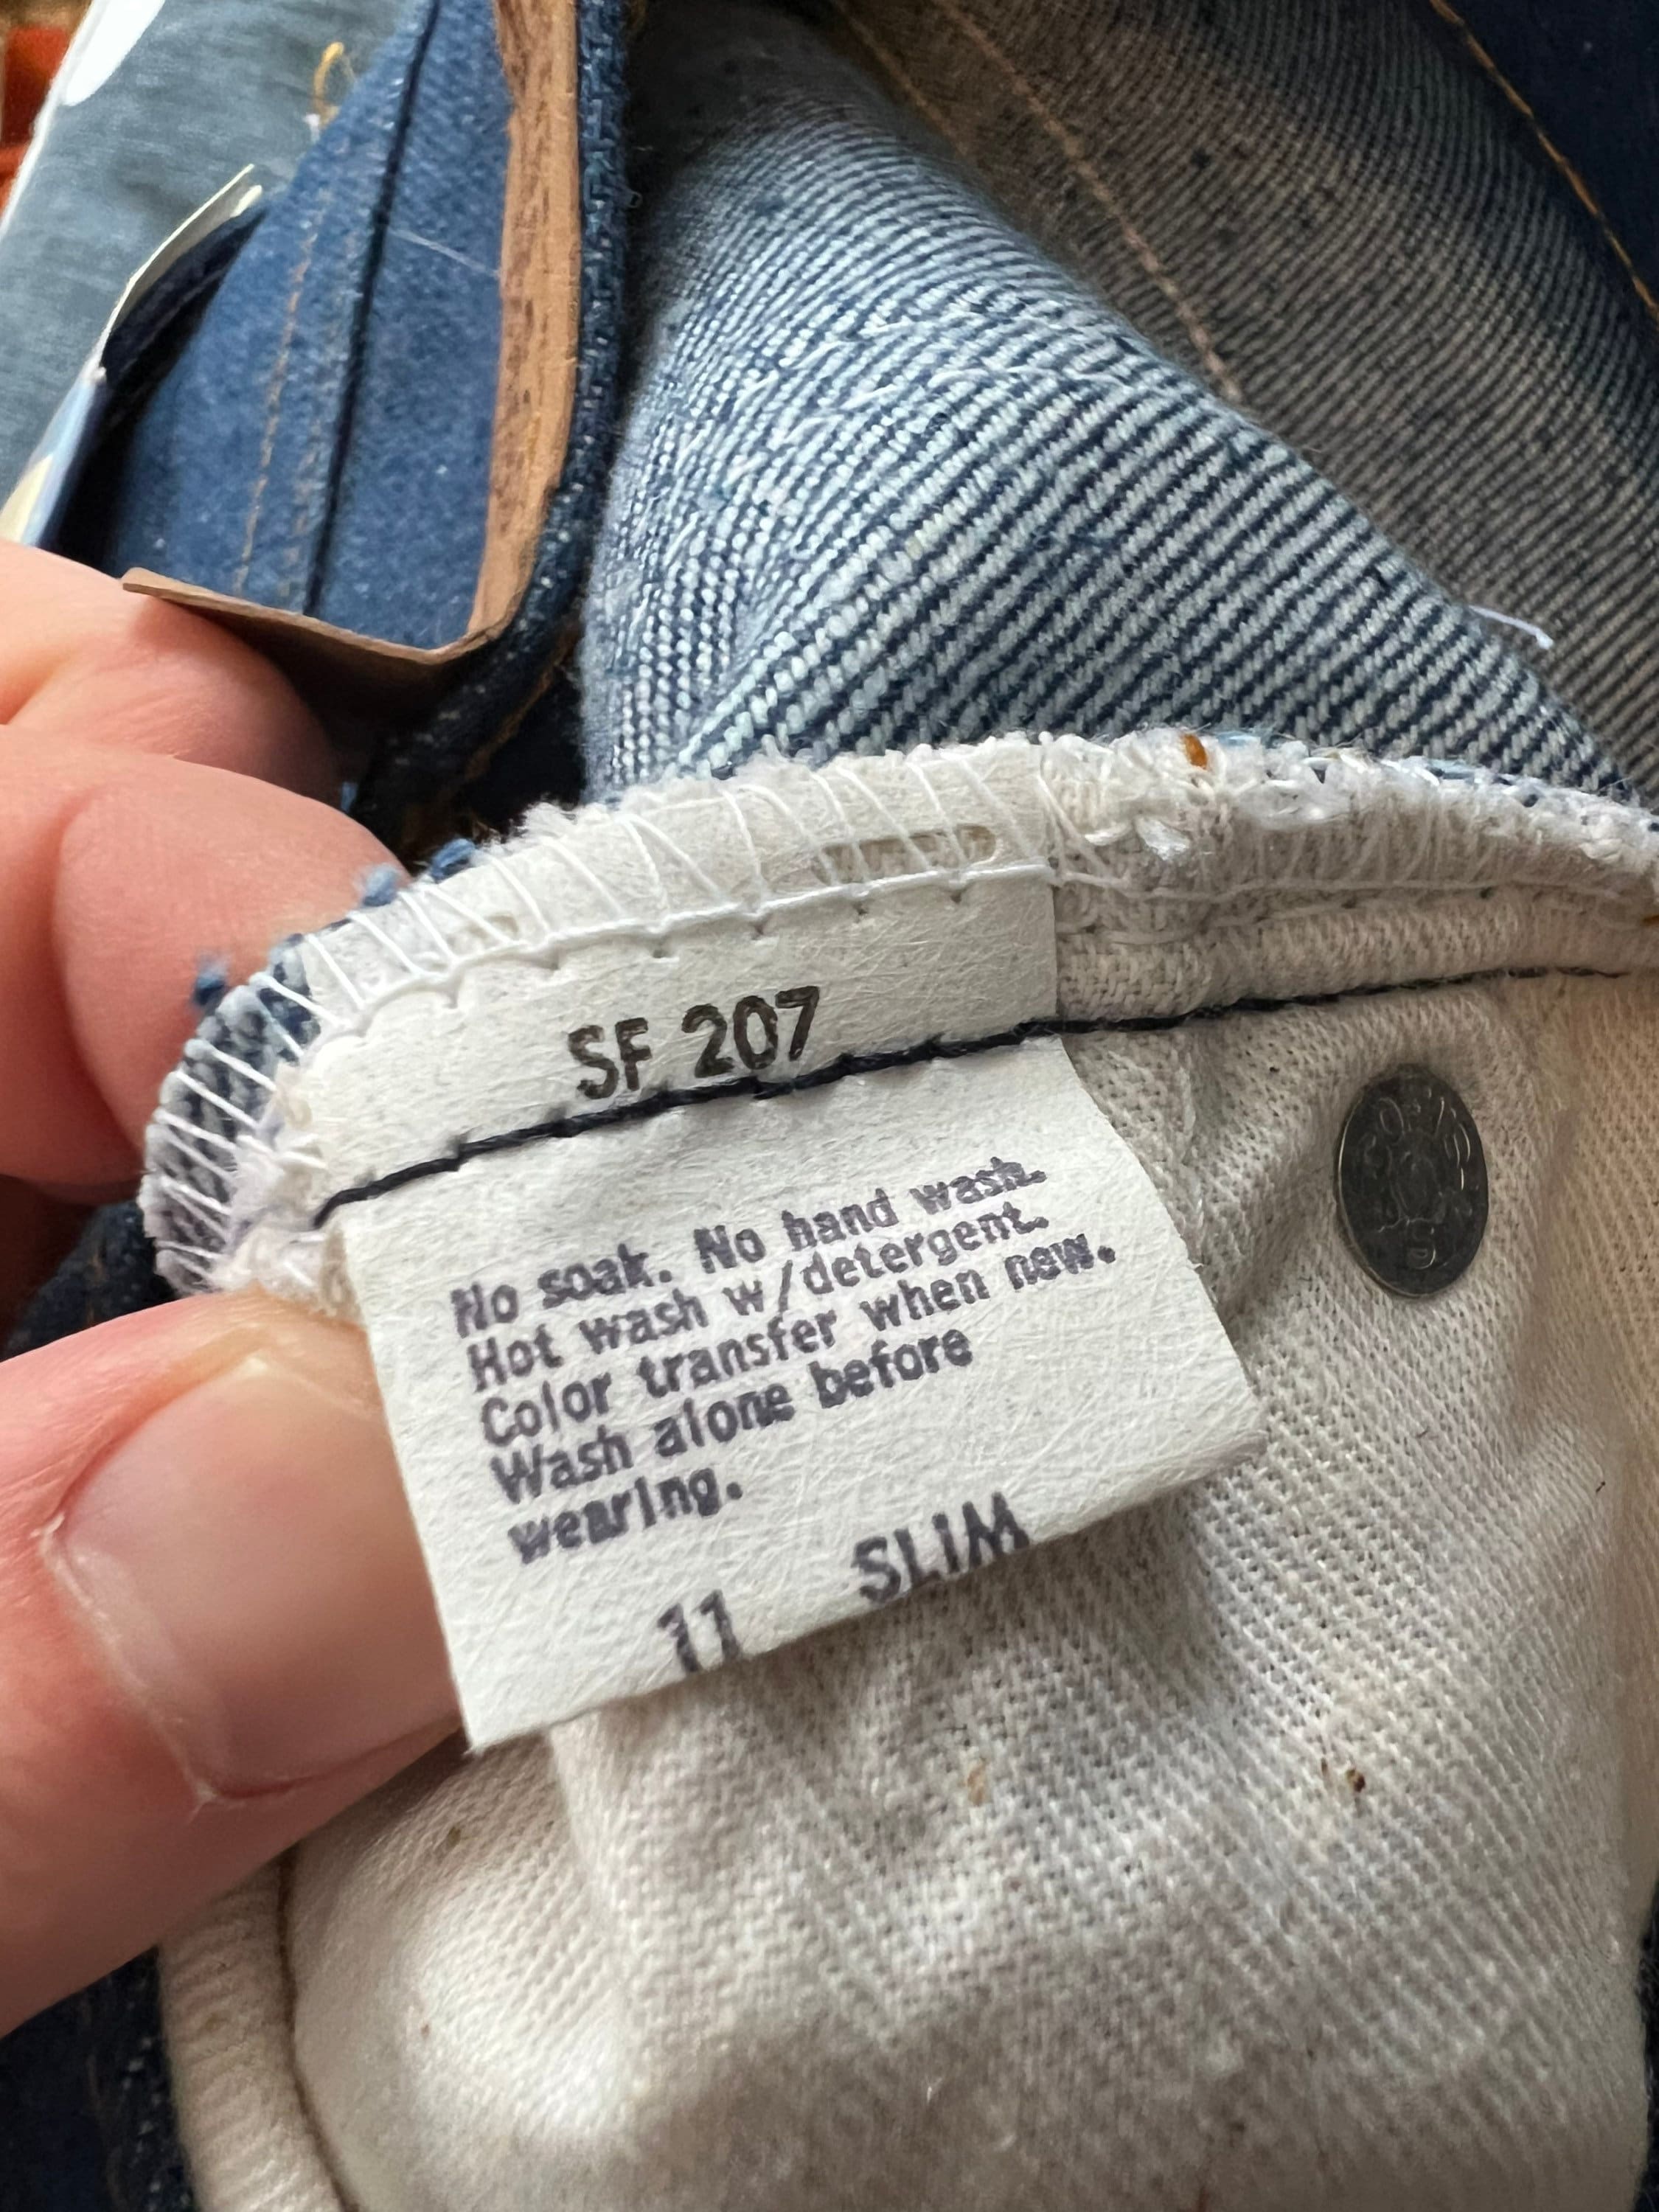 SF 207
No soak. No hand wash.
Hot wash w/detergent.
Color transfer when new.
Wash alone before
wearing.
11 SLIM